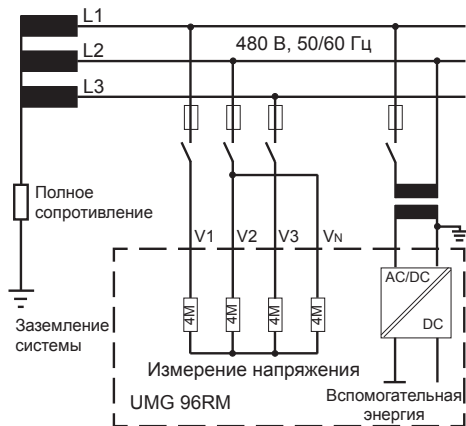 L1
L2
480 В, 50/60 Гц
L3
Полное
сопротивление
V1 V2 V3 VN
AC/DC
DC
4M 4M 4M 4M
Заземление
системы
Измерение напряжения
UMG 96RM
Вспомогательная
энергия